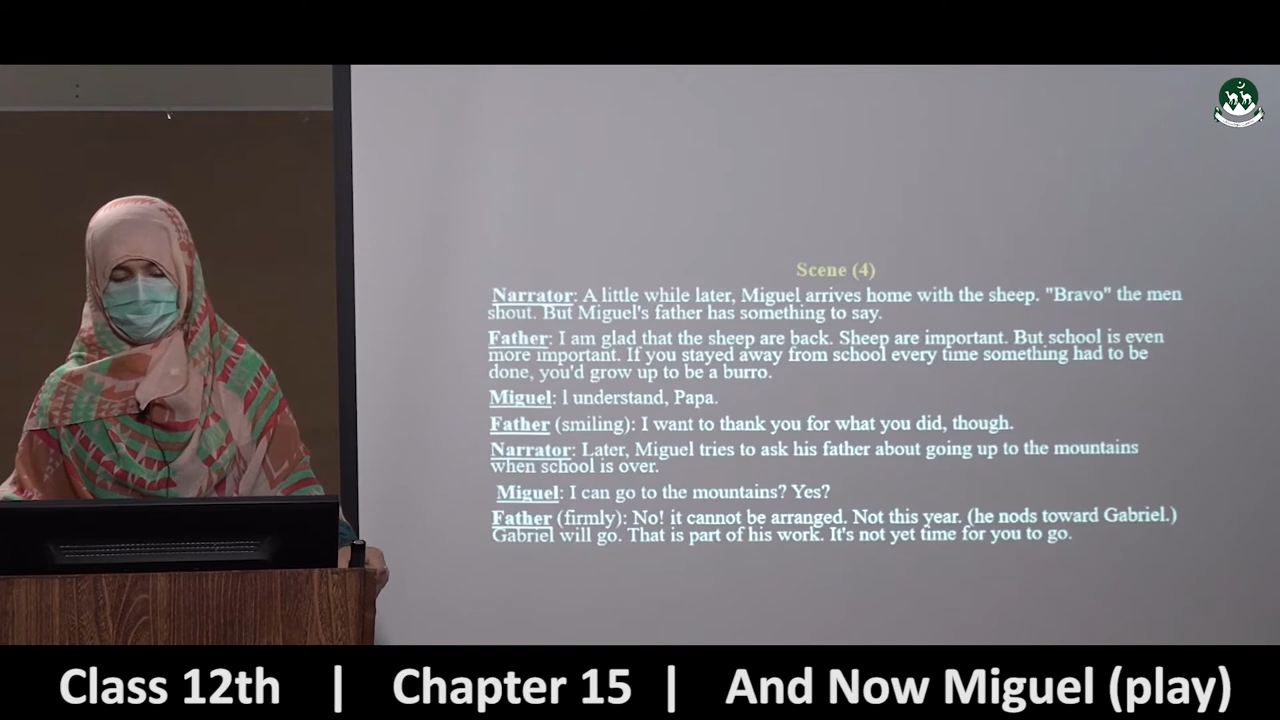 Scene (4)
Narrator: A little while later, Miguel arrives home with the sheep. "Bravo" the men
shout. But Miguel's father has something to say.
Father: I am glad that the sheep are back. Sheep are important. But school is even
more important. If you stayed away from school every time something had to be
done, you'd grow up to be a burro.
Miguel: l understand, Papa.
Father (smiling): I want to thank you for what you did, though.
Narrator: Later, Miguel tries to ask his father about going up to the mountains
when school is over.
Miguel: I can go to the mountains? Yes?
Father (firmly): No! it cannot be arranged. Not this year. (he nods toward Gabriel.)
Gabriel will go. That is part of his work. It's not yet time for you to go.
Class 12th | Chapter 15 | And Now Miguel (play)